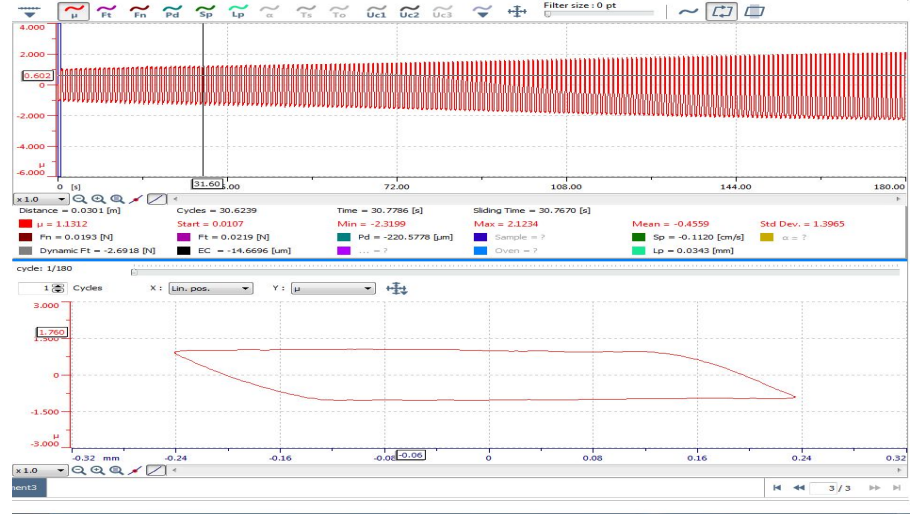 Filter size : 0 pt
μ Ft Fn Pd Sp Lp α Ts To Uc1 Uc2 Uc3
4.000
2.000
0.602
0
-2.000
-4.000
μ
-6.000
0 [s] 31.60 .00 72.00 108.00 144.00 180.00
x 1.0
Distance = 0.0301 [m] Cycles = 30.6239 Time = 30.7786 [s] Sliding Time = 30.7670 [s]
μ = 1.1312 Start = 0.0107 Min = -2.3199 Max = 2.1234 Mean = -0.4559 Std Dev. = 1.3965
Fn = 0.0193 [N] Ft = 0.0219 [N] Pd = -220.5778 [μm] Sample = ? Sp = -0.1120 [cm/s] α = ?
Dynamic Ft = -2.6918 [N] EC = -14.6696 [μm] ... = ? Oven = ? Lp = 0.0343 [mm]
cycle: 1/180
1 Cycles X : Lin. pos. Y : μ
3.000
1.760
1.500
0
-1.500
μ
-3.000
-0.32 mm -0.24 -0.16 -0.08 -0.06 0 0.08 0.16 0.24 0.32
x 1.0
nent3 3 / 3